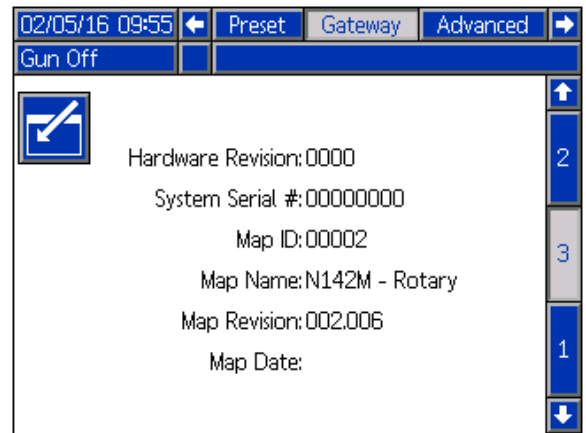 02/05/16 09:55 Preset Gateway Advanced
Gun Off
2
Hardware Revision: 0000
System Serial #: 00000000
Map ID: 00002
3
Map Name: N142M - Rotary
Map Revision: 002.006
1
Map Date: